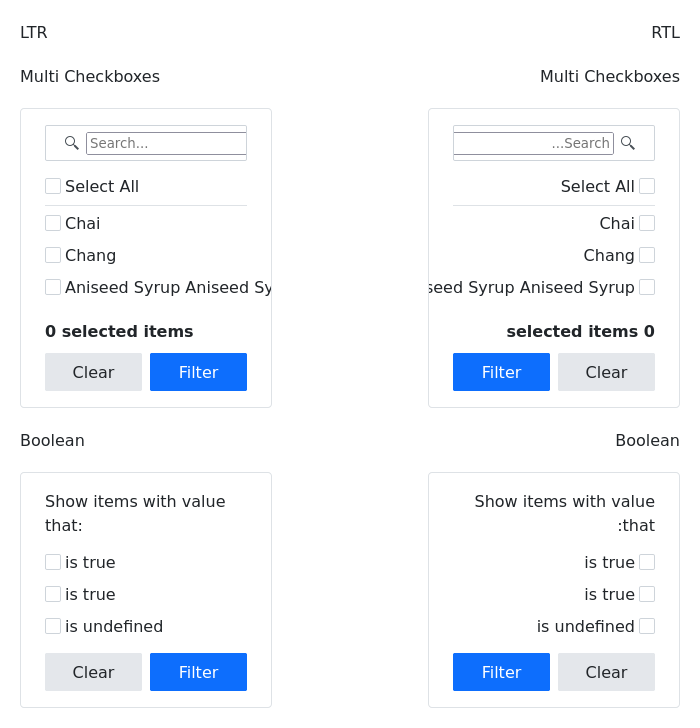 LTR
Multi Checkboxes
Search...
Select All
Chai
Chang
Aniseed Syrup Aniseed Sy
0 selected items
Clear Filter
Boolean
Show items with value
that:
is true
is true
is undefined
Clear Filter
RTL
Multi Checkboxes
...Search
Select All
Chai
Chang
seed Syrup Aniseed Syrup
selected items 0
Filter Clear
Boolean
Show items with value
:that
is true
is true
is undefined
Filter Clear